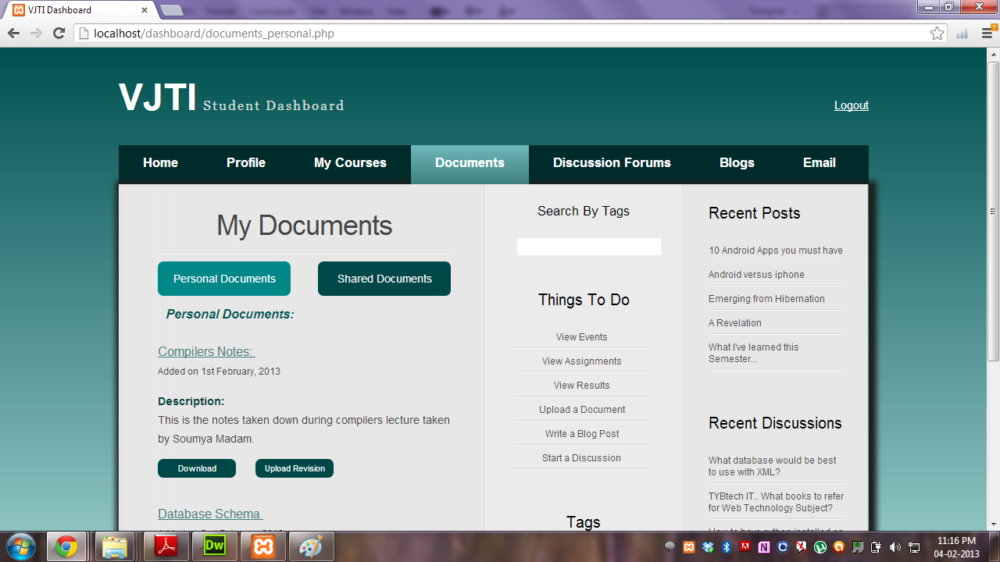 VJTI Dashboard
localhost/dashboard/documents_personal.php
VJTI Student Dashboard
Logout
Home Profile My Courses Documents Discussion Forums Blogs Email
My Documents
Personal Documents Shared Documents
Personal Documents:
Compilers Notes:
Added on 1st February, 2013
Description:
This is the notes taken down during compilers lecture taken
by Soumya Madam.
Download Upload Revision
Database Schema
Search By Tags
Things To Do
View Events
View Assignments
View Results
Upload a Document
Write a Blog Post
Start a Discussion
Tags
Recent Posts
10 Android Apps you must have
Android versus iphone
Emerging from Hibernation
A Revelation
What I've learned this
Semester...
Recent Discussions
What database would be best
to use with XML?
TYBtech IT.. What books to refer
for Web Technology Subject?
Dw
11:16 PM
04-02-2013